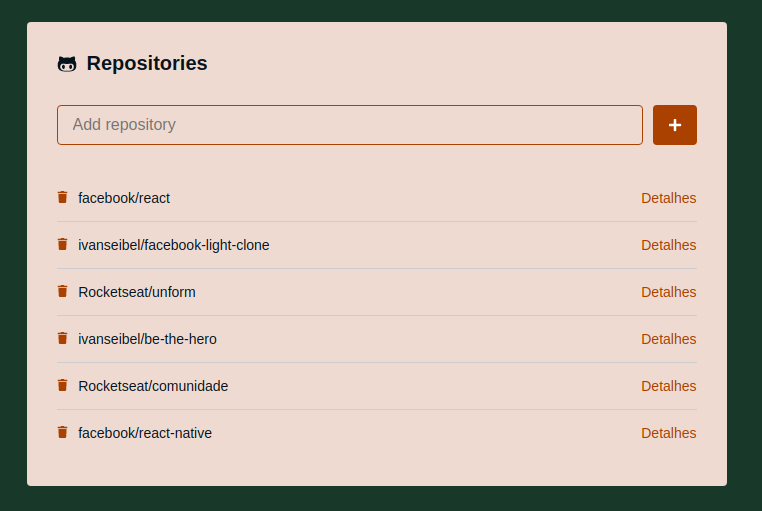 Repositories
Add repository
+
facebook/react Detalhes
ivanseibel/facebook-light-clone Detalhes
Rocketseat/unform Detalhes
ivanseibel/be-the-hero Detalhes
Rocketseat/comunidade Detalhes
facebook/react-native Detalhes